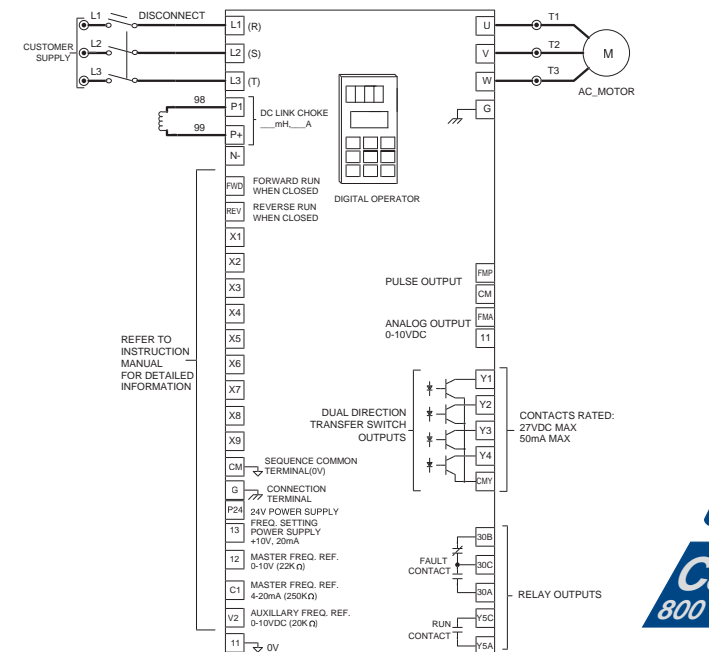 L1 DISCONNECT
L1 (R)
CUSTOMER
SUPPLY
L2
L2 (S)
L3
L3 (T)
98
P1
DC LINK CHOKE
___mH,___A
99
P+
N-
DIGITAL OPERATOR
U
T1
V
T2
W
T3
M
AC_MOTOR
G
FWD
FORWARD RUN
WHEN CLOSED
REV
REVERSE RUN
WHEN CLOSED
X1
X2
X3
X4
X5
X6
X7
X8
X9
REFER TO
INSTRUCTION
MANUAL
FOR DETAILED
INFORMATION
CM
SEQUENCE COMMON
TERMINAL(0V)
G
CONNECTION
TERMINAL
P24
24V POWER SUPPLY
13
FREQ. SETTING
POWER SUPPLY
+10V, 20mA
12
MASTER FREQ. REF.
0-10V (22KΩ)
C1
MASTER FREQ. REF.
4-20mA (250KΩ)
V2
AUXILLARY FREQ. REF.
0-10VDC (20KΩ)
11
0V
PULSE OUTPUT
FMP
CM
ANALOG OUTPUT
0-10VDC
FMA
11
DUAL DIRECTION
TRANSFER SWITCH
OUTPUTS
Y1
Y2
Y3
Y4
CMY
CONTACTS RATED:
27VDC MAX
50mA MAX
FAULT
CONTACT
30B
30C
30A
RUN
CONTACT
Y5C
Y5A
RELAY OUTPUTS
800